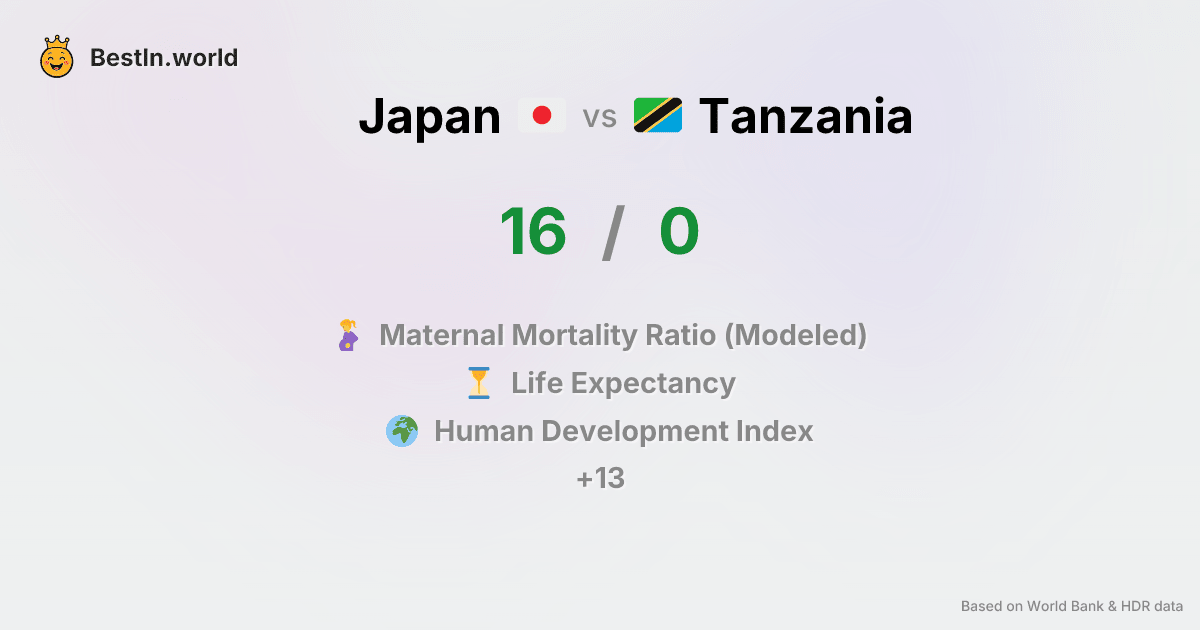 BestIn.world
Japan vs Tanzania
16 / 0
Maternal Mortality Ratio (Modeled)
Life Expectancy
Human Development Index
+13
Based on World Bank & HDR data